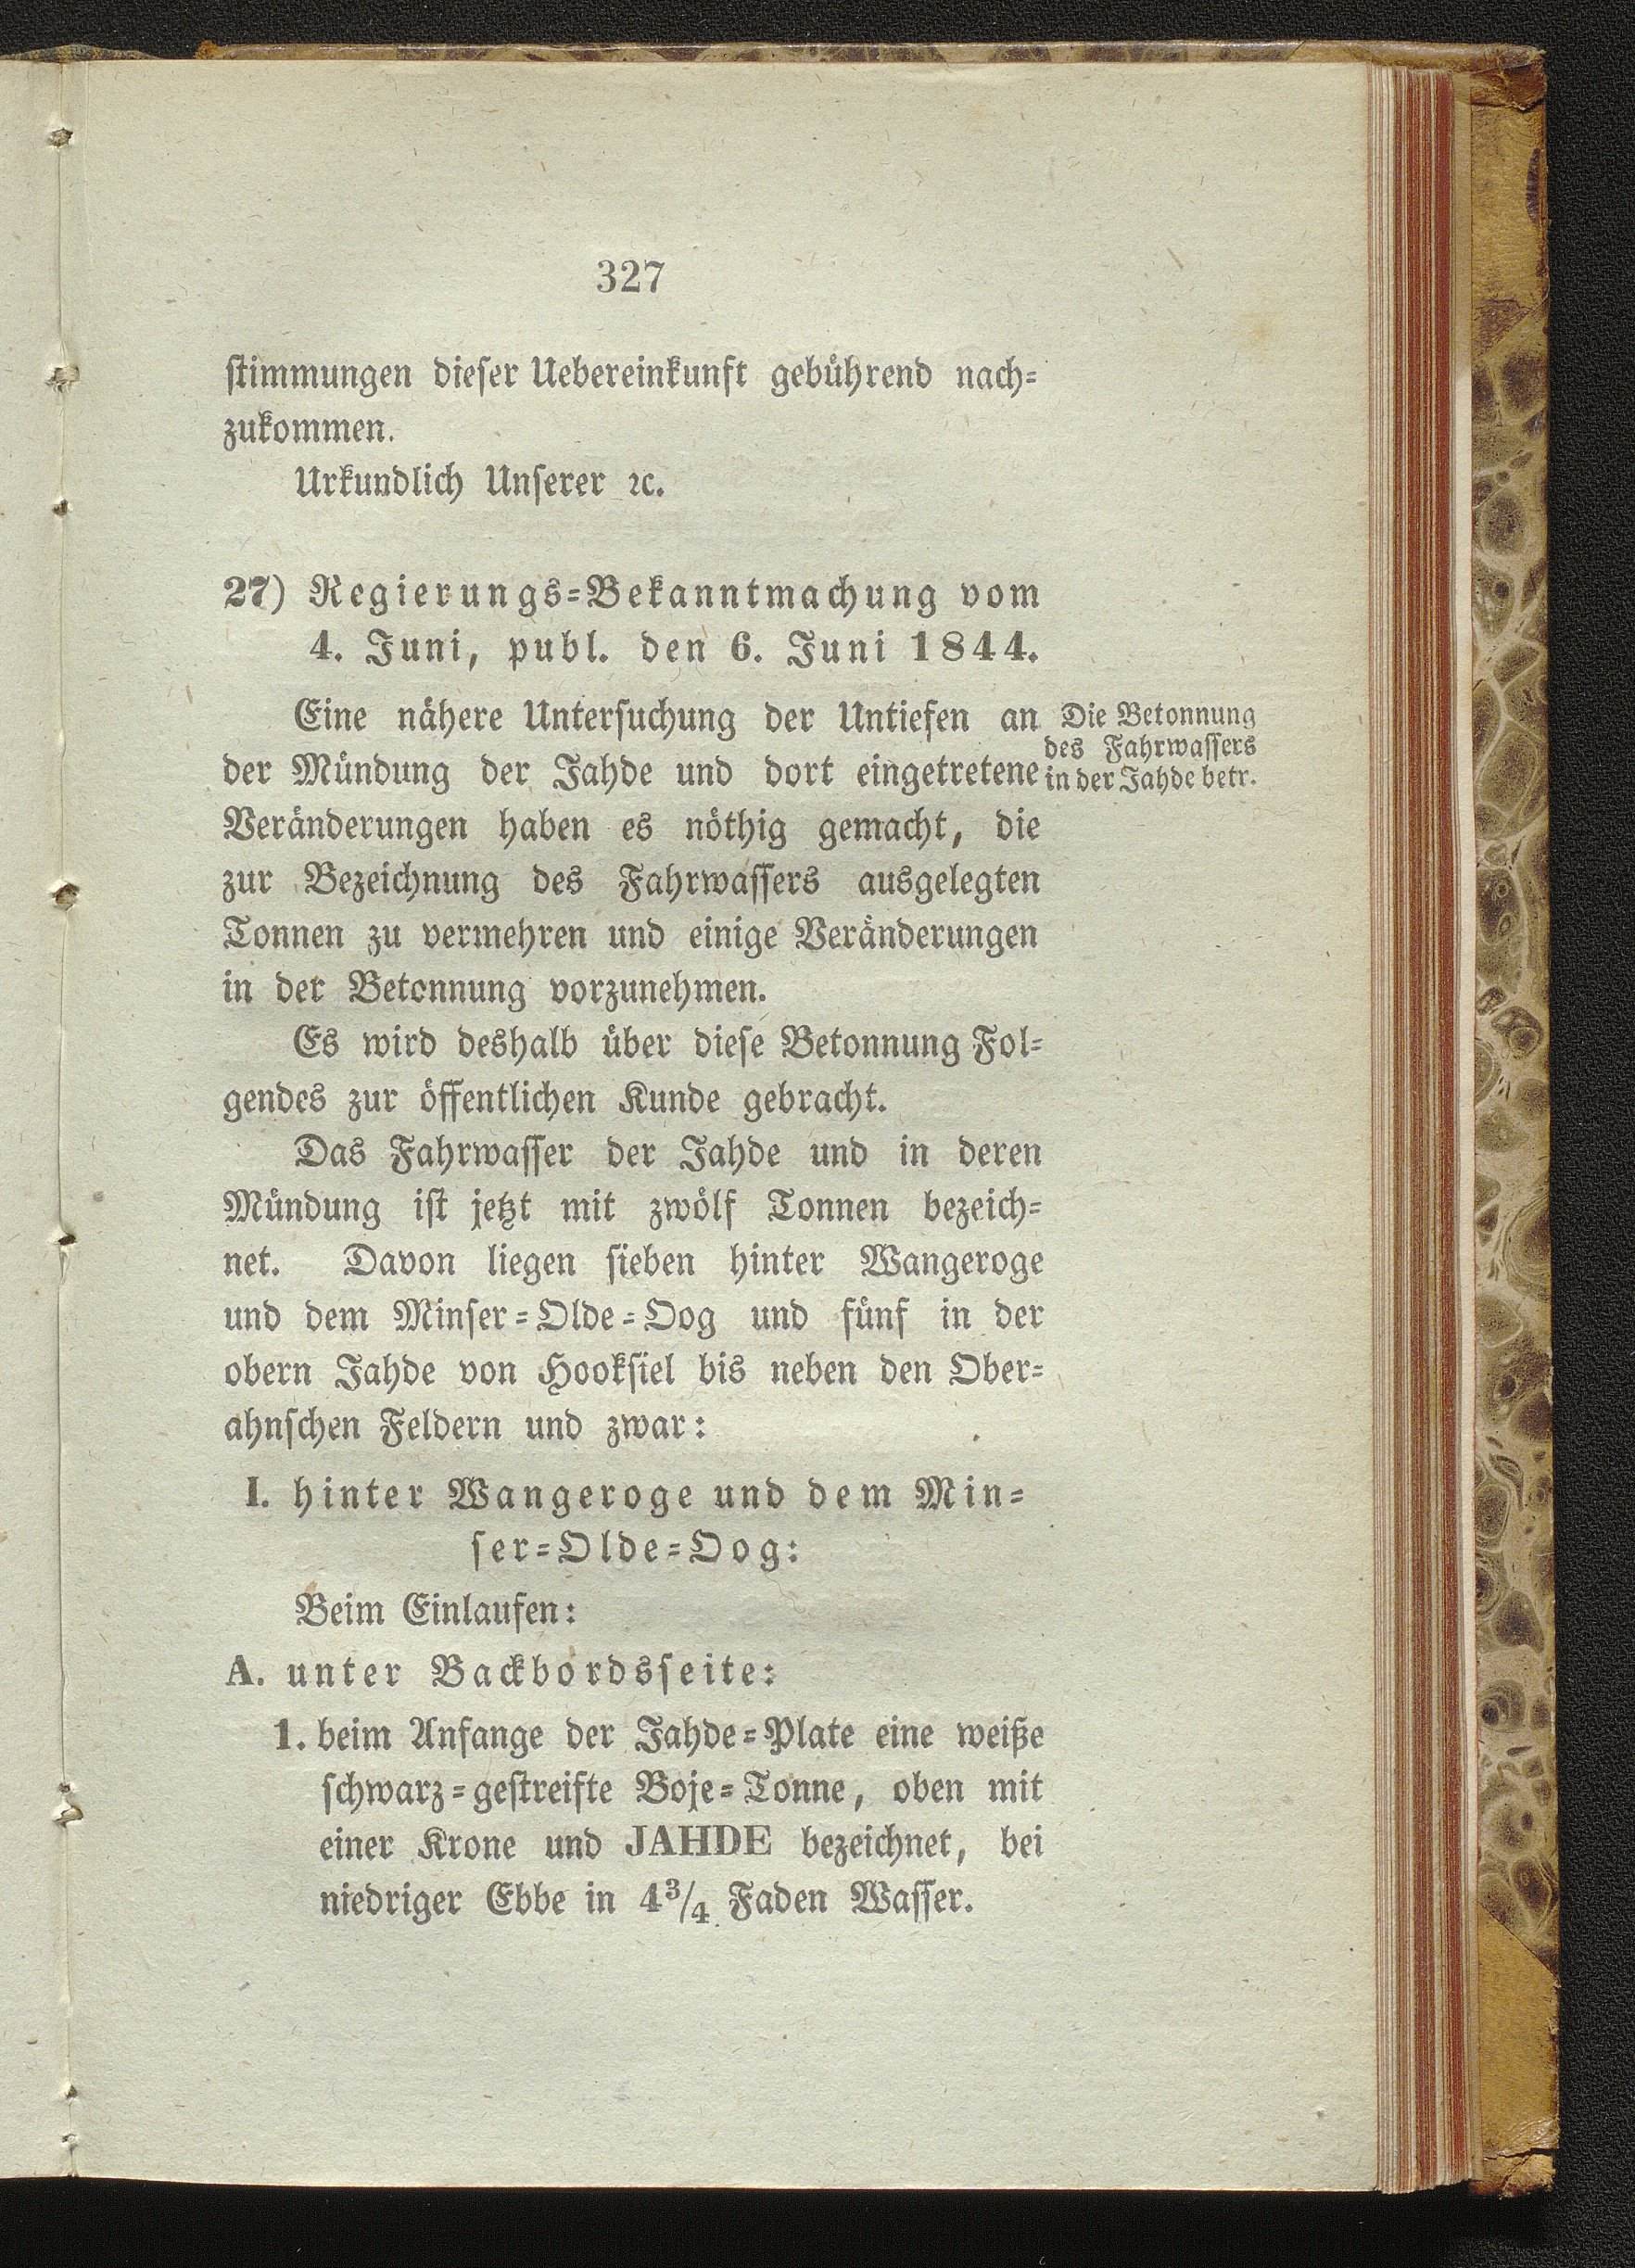 327
stimmungen dieser Uebereinkunft gebührend nach-
zukommen.
Urkundlich Unserer ꝛc.
27) Regierungs-Bekanntmachung vom
4. Juni, publ. den 6. Juni 1844.
Eine nähere Untersuchung der Untiefen an
der Mündung der Jahde und dort eingetretene
Veränderungen haben es nöthig gemacht, die
zur Bezeichnung des Fahrwassers ausgelegten
Tonnen zu vermehren und einige Veränderungen
in der Betonnung vorzunehmen.
Die Betonnung
des Fahrwassers
in der Jahde betr.
Es wird deshalb über diese Betonnung Fol-
gendes zur öffentlichen Kunde gebracht.
Das Fahrwasser der Jahde und in deren
Mündung ist jetzt mit zwölf Tonnen bezeich-
net. Davon liegen sieben hinter Wangeroge
und dem Minser-Olde-Oog und fünf in der
obern Jahde von Hooksiel bis neben den Ober-
ahnschen Feldern und zwar:
I. hinter Wangeroge und dem Min-
ser-Olde-Oog:
Beim Einlaufen:
A. unter Backbordsseite:
1. beim Anfange der Jahde-Plate eine weiße
schwarz-gestreifte Boje-Tonne, oben mit
einer Krone und JAHDE bezeichnet, bei
niedriger Ebbe in 4¾ Faden Wasser.